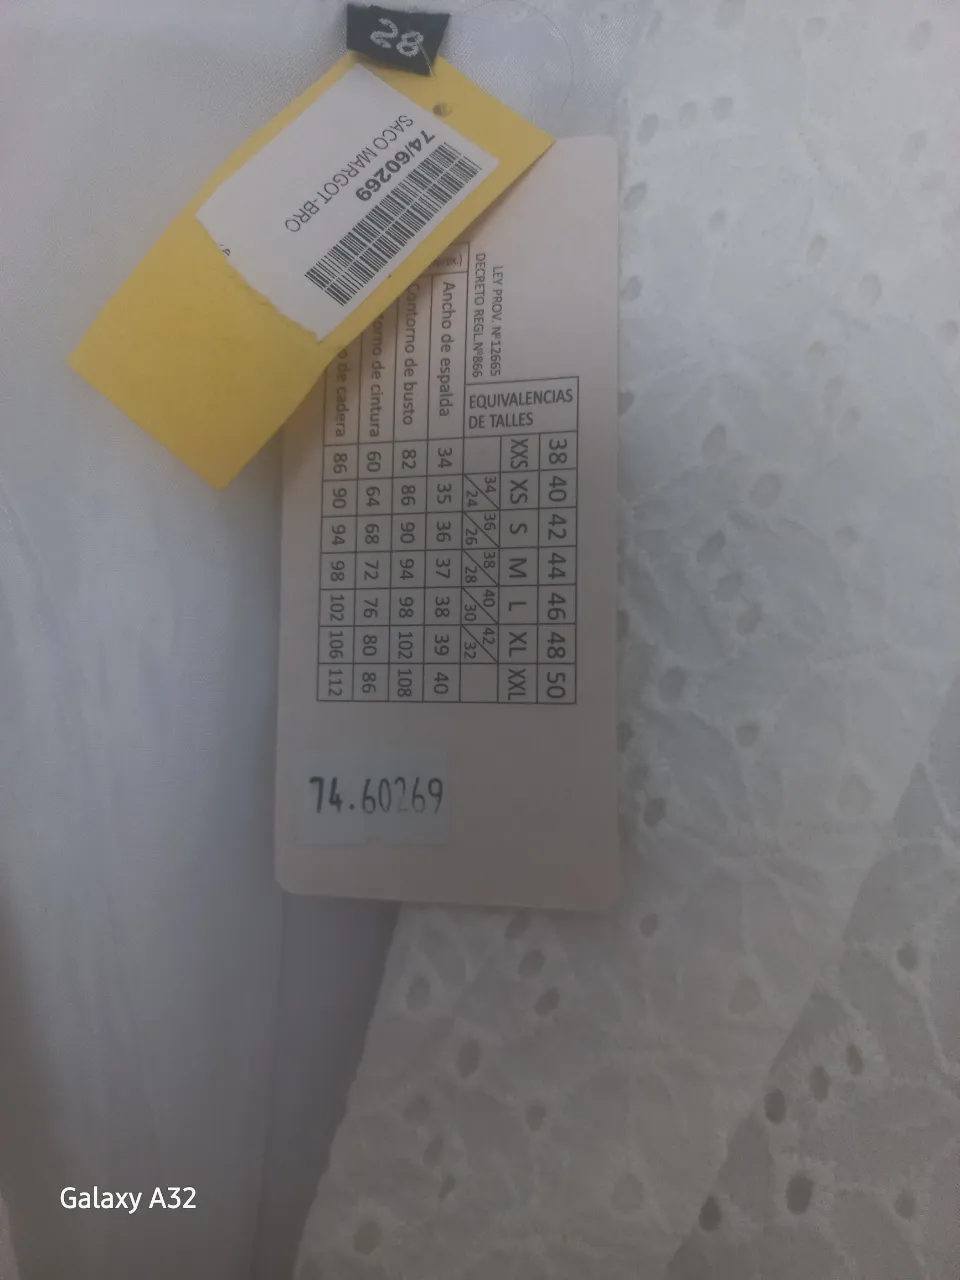 28
74/60269
SACO MARGOT-BRO
LEY PROV. Nº12665
DECRETO REGL.Nº866
EQUIVALENCIAS DE TALLES
38 40 42 44 46 48 50
XXS XS S M L XL XXL
34/24 36/26 38/28 40/30 42/32
Ancho de espalda 34 35 36 37 38 39 40
Contorno de busto 82 86 90 94 98 102 108
de cintura 60 64 68 72 76 80 86
de cadera 86 90 94 98 102 106 112
74.60269
Galaxy A32